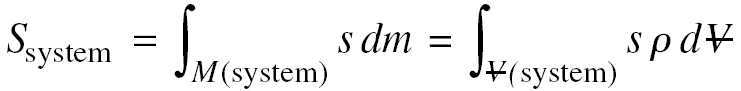 S_system = ∫_M(system) s dm = ∫_V̶(system) s ρ dV̶